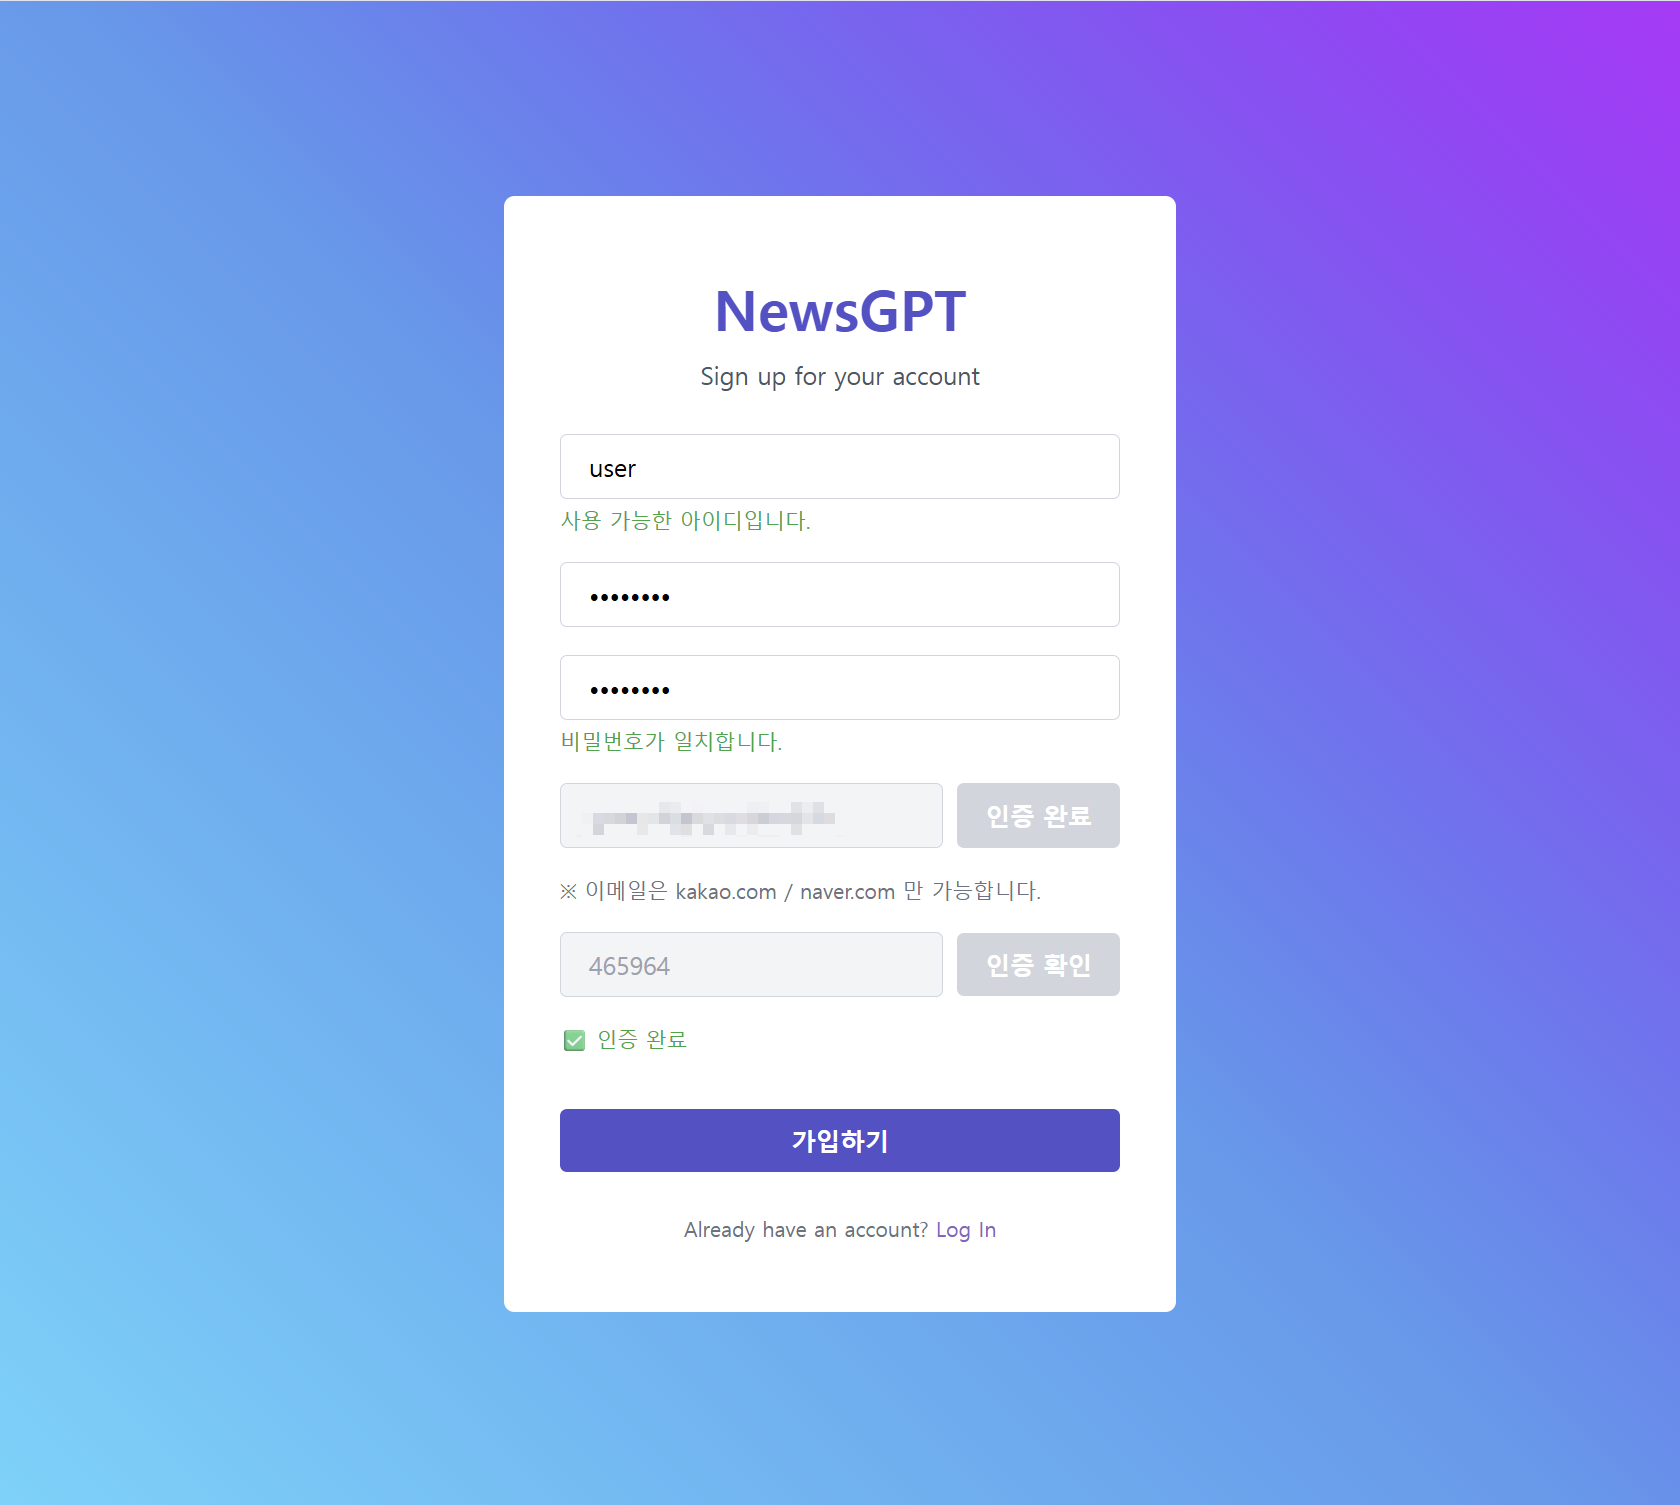 NewsGPT
Sign up for your account
user
사용 가능한 아이디입니다.
••••••••
••••••••
비밀번호가 일치합니다.
인증 완료
※ 이메일은 kakao.com / naver.com 만 가능합니다.
465964 인증 확인
✅ 인증 완료
가입하기
Already have an account? Log In